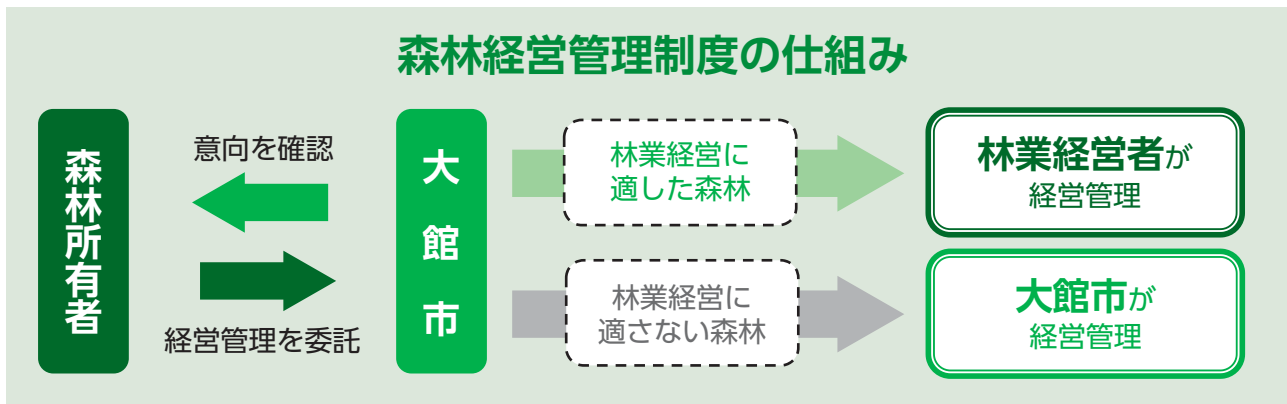 森林経営管理制度の仕組み
森林所有者
意向を確認
経営管理を委託
大館市
林業経営に
適した森林
林業経営者が
経営管理
林業経営に
適さない森林
大館市が
経営管理